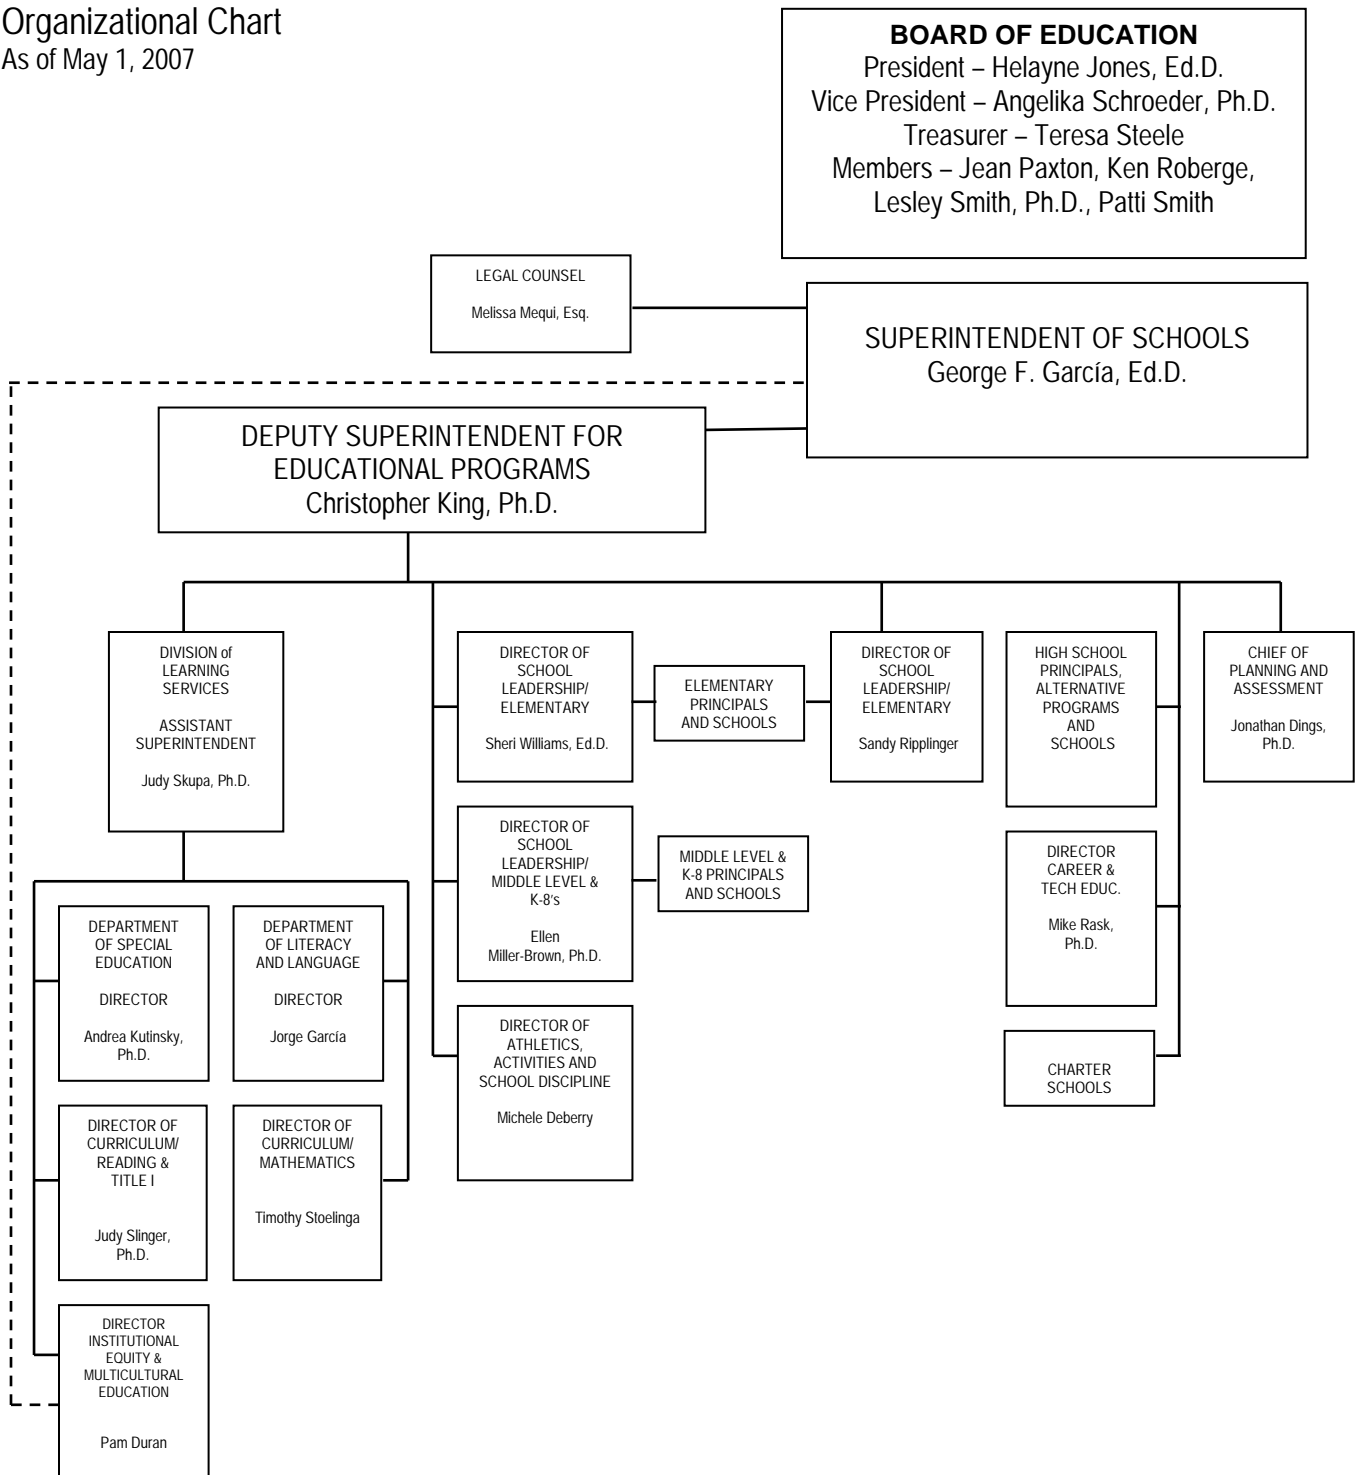 Organizational Chart
As of May 1, 2007
BOARD OF EDUCATION
President – Helayne Jones, Ed.D.
Vice President – Angelika Schroeder, Ph.D.
Treasurer – Teresa Steele
Members – Jean Paxton, Ken Roberge,
Lesley Smith, Ph.D., Patti Smith
LEGAL COUNSEL
Melissa Mequi, Esq.
SUPERINTENDENT OF SCHOOLS
George F. García, Ed.D.
DEPUTY SUPERINTENDENT FOR
EDUCATIONAL PROGRAMS
Christopher King, Ph.D.
DIVISION of
LEARNING
SERVICES
ASSISTANT
SUPERINTENDENT
Judy Skupa, Ph.D.
DIRECTOR OF
SCHOOL
LEADERSHIP/
ELEMENTARY
Sheri Williams, Ed.D.
ELEMENTARY
PRINCIPALS
AND SCHOOLS
DIRECTOR OF
SCHOOL
LEADERSHIP/
ELEMENTARY
Sandy Ripplinger
HIGH SCHOOL
PRINCIPALS,
ALTERNATIVE
PROGRAMS
AND
SCHOOLS
CHIEF OF
PLANNING AND
ASSESSMENT
Jonathan Dings,
Ph.D.
DIRECTOR OF
SCHOOL
LEADERSHIP/
MIDDLE LEVEL &
K-8's
Ellen
Miller-Brown, Ph.D.
MIDDLE LEVEL &
K-8 PRINCIPALS
AND SCHOOLS
DIRECTOR
CAREER &
TECH EDUC.
Mike Rask,
Ph.D.
DEPARTMENT
OF SPECIAL
EDUCATION
DIRECTOR
Andrea Kutinsky,
Ph.D.
DEPARTMENT
OF LITERACY
AND LANGUAGE
DIRECTOR
Jorge García
DIRECTOR OF
ATHLETICS,
ACTIVITIES AND
SCHOOL DISCIPLINE
Michele Deberry
CHARTER
SCHOOLS
DIRECTOR OF
CURRICULUM/
READING &
TITLE I
Judy Slinger,
Ph.D.
DIRECTOR OF
CURRICULUM/
MATHEMATICS
Timothy Stoelinga
DIRECTOR
INSTITUTIONAL
EQUITY &
MULTICULTURAL
EDUCATION
Pam Duran